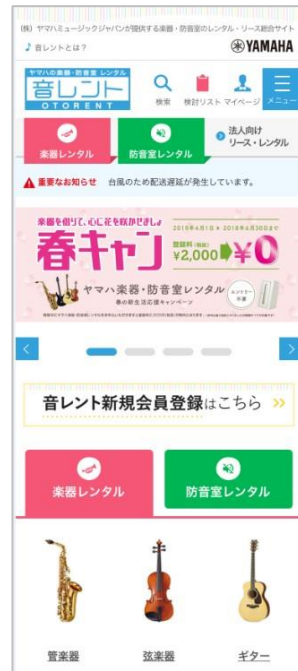 (株) ヤマハミュージックジャパンが提供する楽器・防音室のレンタル・リース総合サイト
音レントとは？
YAMAHA
ヤマハの楽器・防音室 レンタル
音レント
OTORENT
検索
検討リスト
マイページ
メニュー
楽器レンタル
防音室レンタル
法人向け
リース・レンタル
重要なお知らせ 台風のため配送遅延が発生しています。
楽器を借りて、心に花を咲かせましょ
春キャン
2018年4月1日 2018年4月30日まで
登録料(税抜)
¥2,000 ¥0
ヤマハ楽器・防音室レンタル
春の新生活応援キャンペーン
エントリー
不要
音レント新規会員登録はこちら
楽器レンタル
防音室レンタル
管楽器
弦楽器
ギター